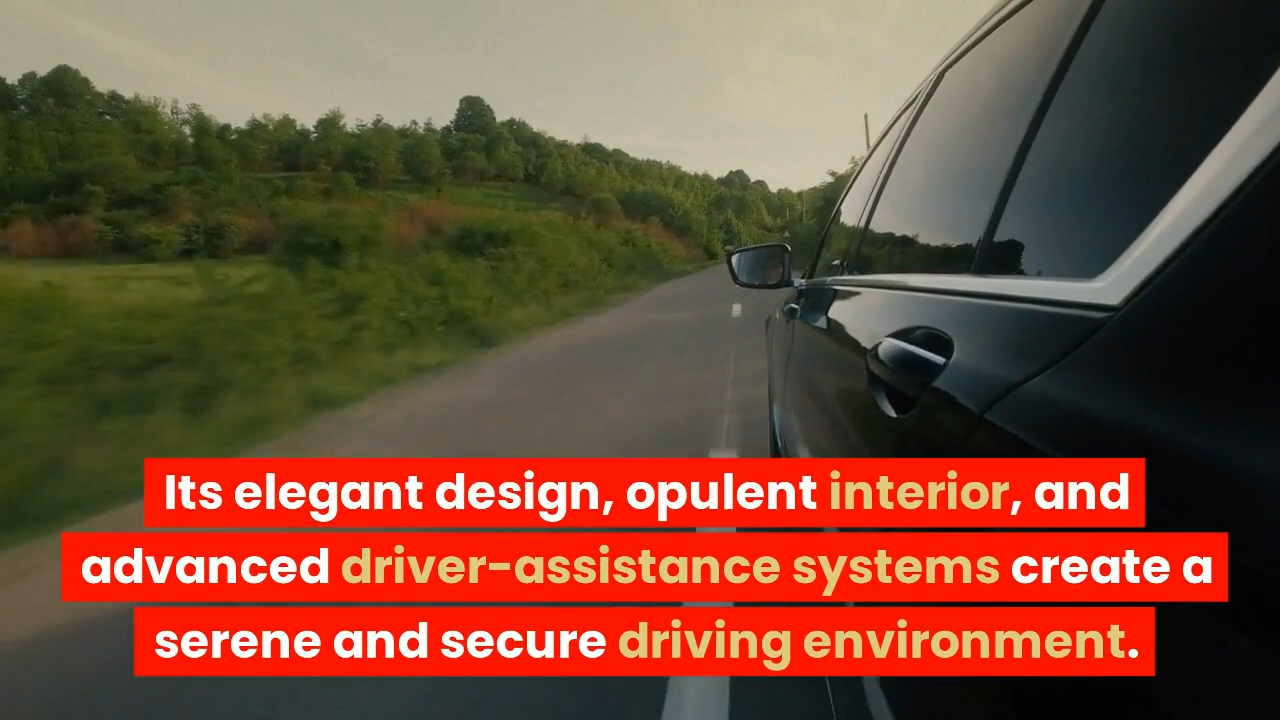 Its elegant design, opulent interior, and
advanced driver-assistance systems create a
serene and secure driving environment.